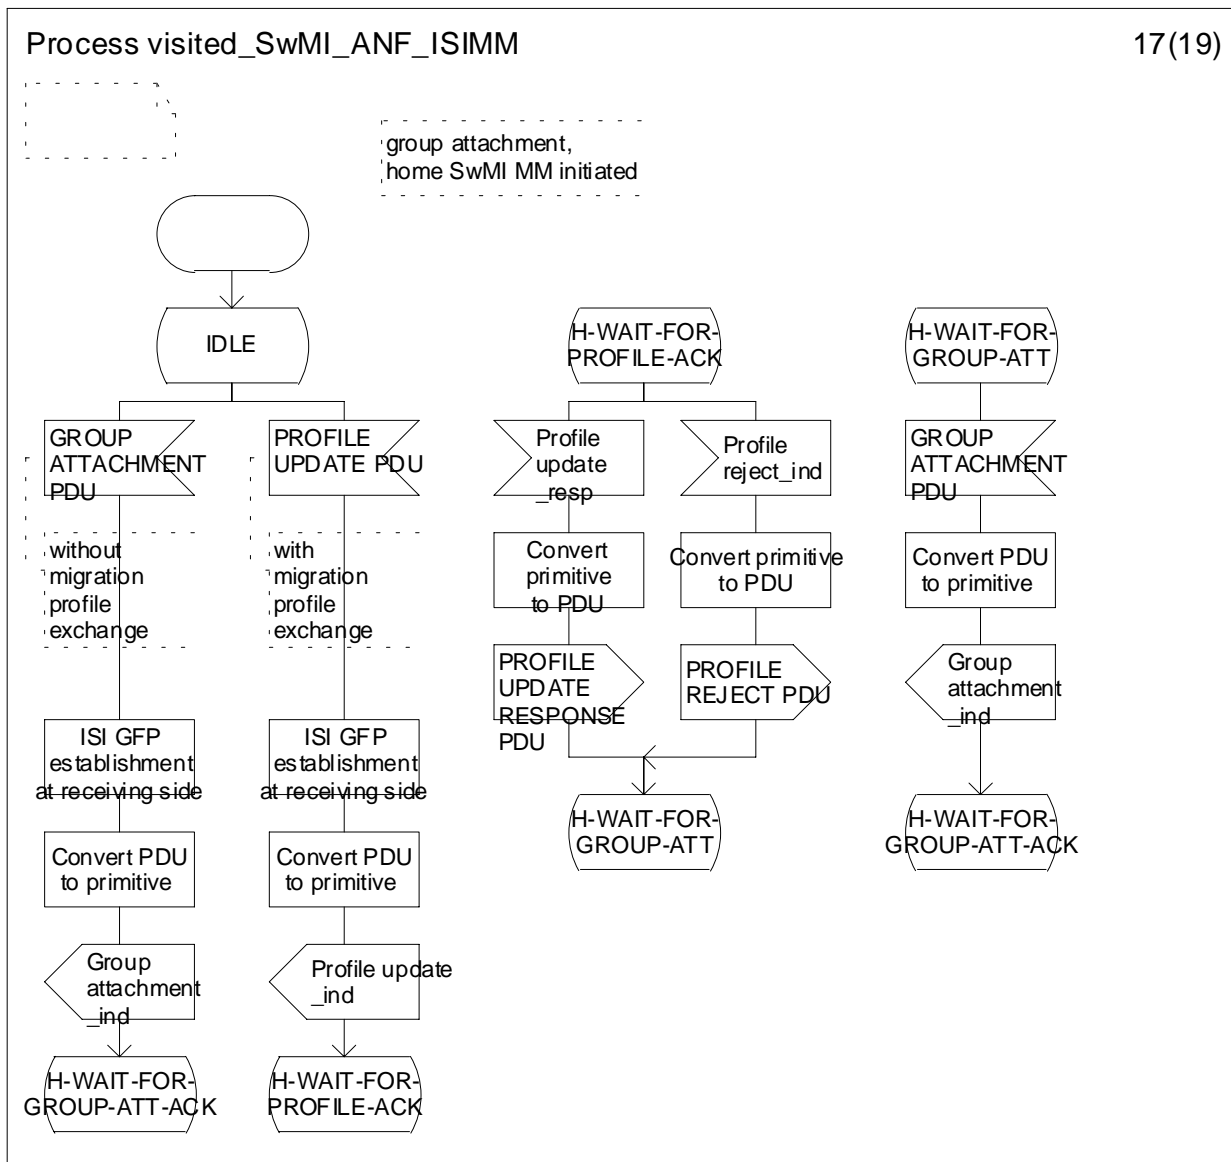 Process visited_SwMI_ANF_ISIMM
17(19)
group attachment,
home SwMI MM initiated
IDLE
GROUP
ATTACHMENT
PDU
without
migration
profile
exchange
ISI GFP
establishment
at receiving side
Convert PDU
to primitive
Group
attachment
_ind
H-WAIT-FOR-
GROUP-ATT-ACK
PROFILE
UPDATE PDU
with
migration
profile
exchange
ISI GFP
establishment
at receiving side
Convert PDU
to primitive
Profile update
_ind
H-WAIT-FOR-
PROFILE-ACK
H-WAIT-FOR-
PROFILE-ACK
Profile
update
_resp
Convert
primitive
to PDU
PROFILE
UPDATE
RESPONSE
PDU
Profile
reject_ind
Convert primitive
to PDU
PROFILE
REJECT PDU
H-WAIT-FOR-
GROUP-ATT
H-WAIT-FOR-
GROUP-ATT
GROUP
ATTACHMENT
PDU
Convert PDU
to primitive
Group
attachment
_ind
H-WAIT-FOR-
GROUP-ATT-ACK